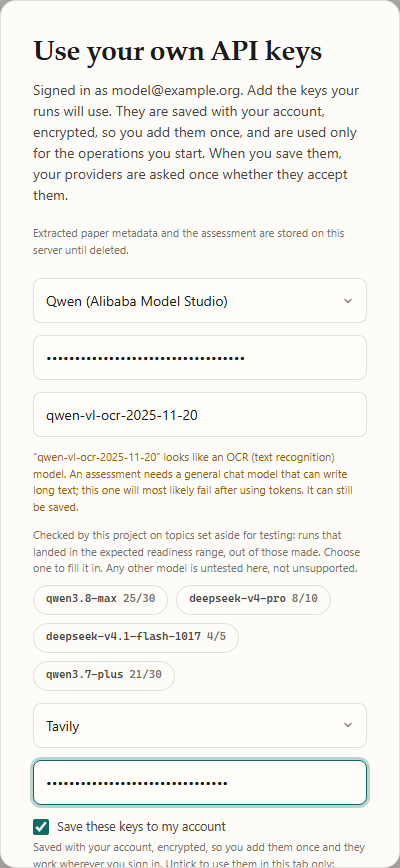 Use your own API keys
Signed in as model@example.org. Add the keys your
runs will use. They are saved with your account,
encrypted, so you add them once, and are used only
for the operations you start. When you save them,
your providers are asked once whether they accept
them.
Extracted paper metadata and the assessment are stored on this
server until deleted.
Qwen (Alibaba Model Studio)
qwen-vl-ocr-2025-11-20
“qwen-vl-ocr-2025-11-20” looks like an OCR (text recognition)
model. An assessment needs a general chat model that can write
long text; this one will most likely fail after using tokens. It can still
be saved.
Checked by this project on topics set aside for testing: runs that
landed in the expected readiness range, out of those made. Choose
one to fill it in. Any other model is untested here, not unsupported.
qwen3.8-max 25/30 deepseek-v4-pro 8/10
deepseek-v4.1-flash-1017 4/5
qwen3.7-plus 21/30
Tavily
Save these keys to my account
Saved with your account, encrypted, so you add them once and they
work wherever you sign in. Untick to use them in this tab only: